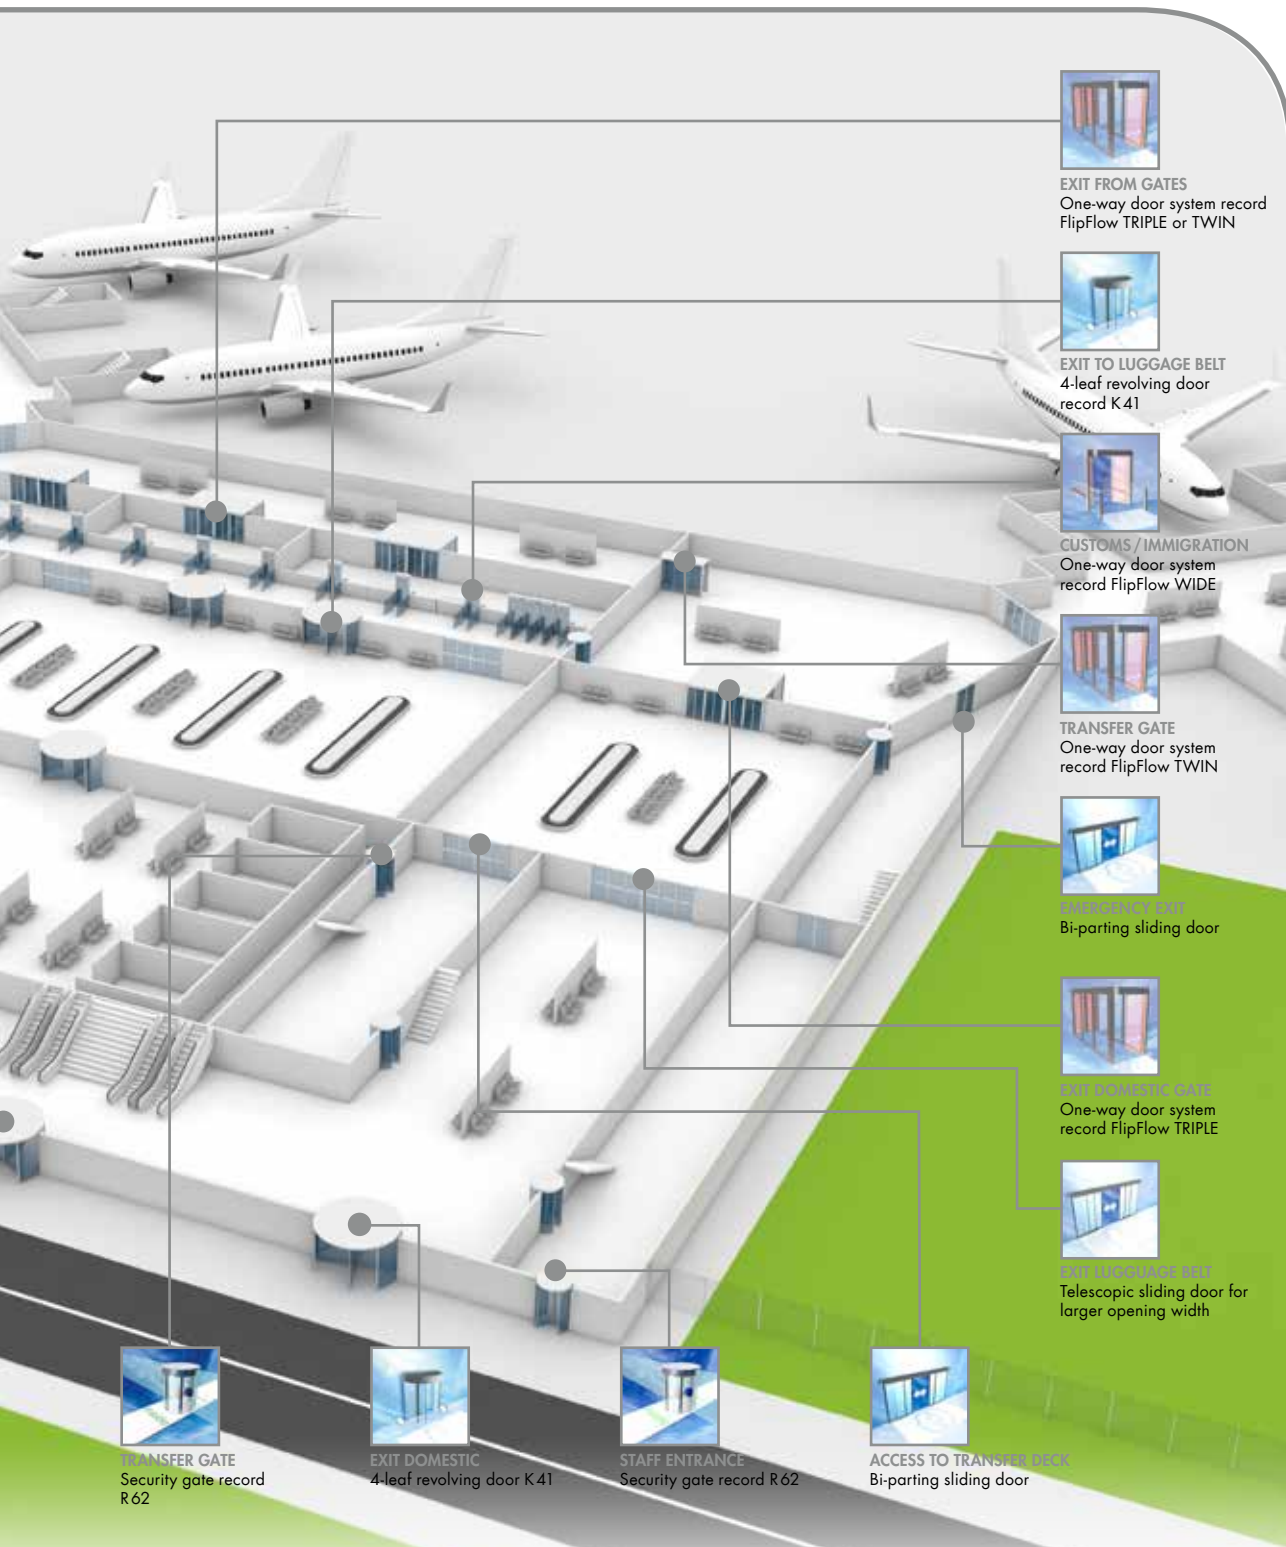 EXIT FROM GATES
One-way door system record
FlipFlow TRIPLE or TWIN
EXIT TO LUGGAGE BELT
4-leaf revolving door
record K41
CUSTOMS / IMMIGRATION
One-way door system
record FlipFlow WIDE
TRANSFER GATE
One-way door system
record FlipFlow TWIN
EMERGENCY EXIT
Bi-parting sliding door
EXIT DOMESTIC GATE
One-way door system
record FlipFlow TRIPLE
EXIT LUGGUAGE BELT
Telescopic sliding door for
larger opening width
TRANSFER GATE
Security gate record
R62
EXIT DOMESTIC
4-leaf revolving door K41
STAFF ENTRANCE
Security gate record R62
ACCESS TO TRANSFER DECK
Bi-parting sliding door